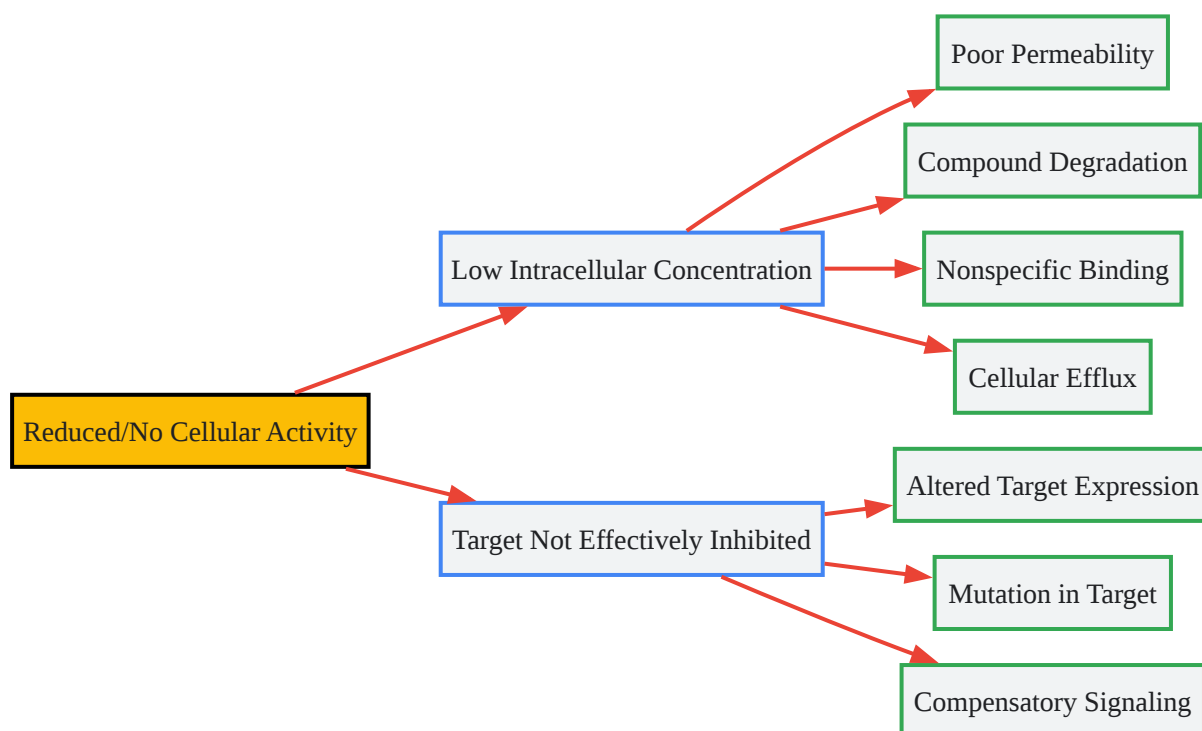 Poor Permeability
Compound Degradation
Low Intracellular Concentration
Nonspecific Binding
Cellular Efflux
Reduced/No Cellular Activity
Altered Target Expression
Target Not Effectively Inhibited
Mutation in Target
Compensatory Signaling